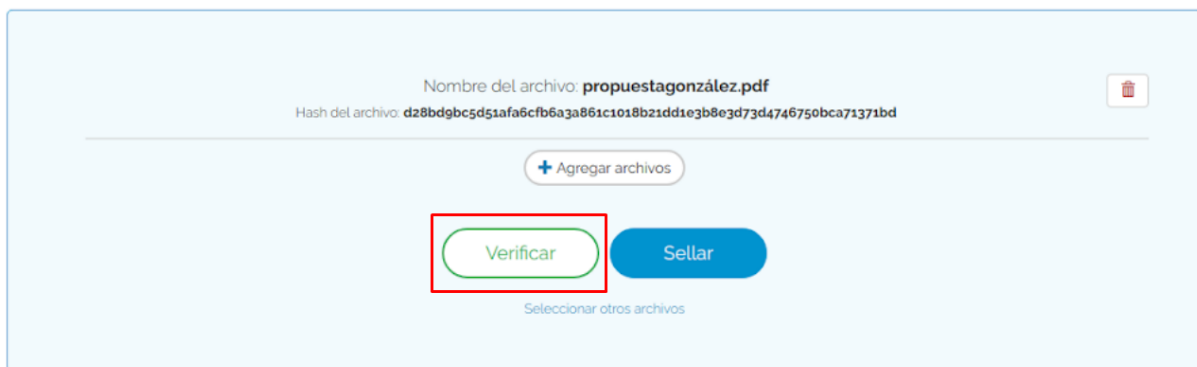 Nombre del archivo: propuestagonzález.pdf
Hash del archivo: d28bd9bc5d51afa6cfb6a3a861c1018b21dd1e3b8e3d73d4746750bca71371bd
+ Agregar archivos
Verificar Sellar
Seleccionar otros archivos